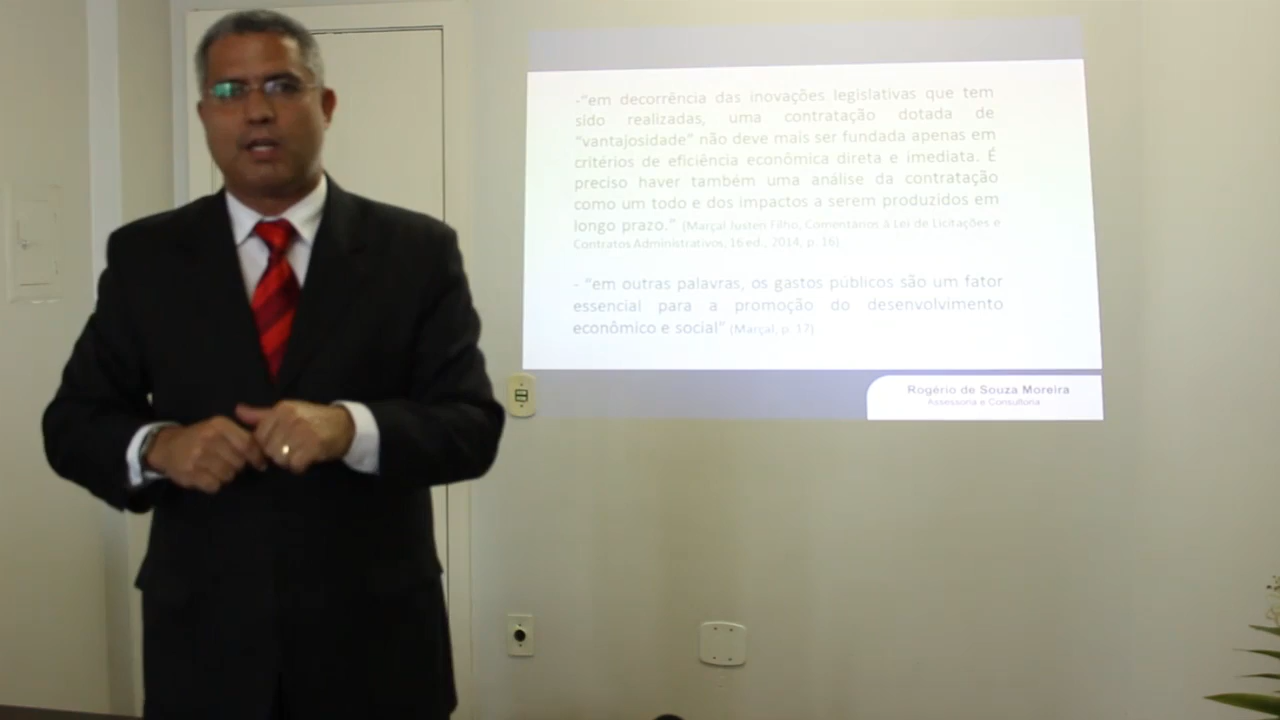 -"em decorrência das inovações legislativas que tem
sido realizadas, uma contratação dotada de
"vantajosidade" não deve mais ser fundada apenas em
critérios de eficiência econômica direta e imediata. É
preciso haver também uma análise da contratação
como um todo e dos impactos a serem produzidos em
longo prazo." (Marçal Justen Filho, Comentários à Lei de Licitações e
Contratos Administrativos, 16 ed., 2014, p. 16)
- "em outras palavras, os gastos públicos são um fator
essencial para a promoção do desenvolvimento
econômico e social" (Marçal, p. 17)
Rogério de Souza Moreira
Assessoria e Consultoria